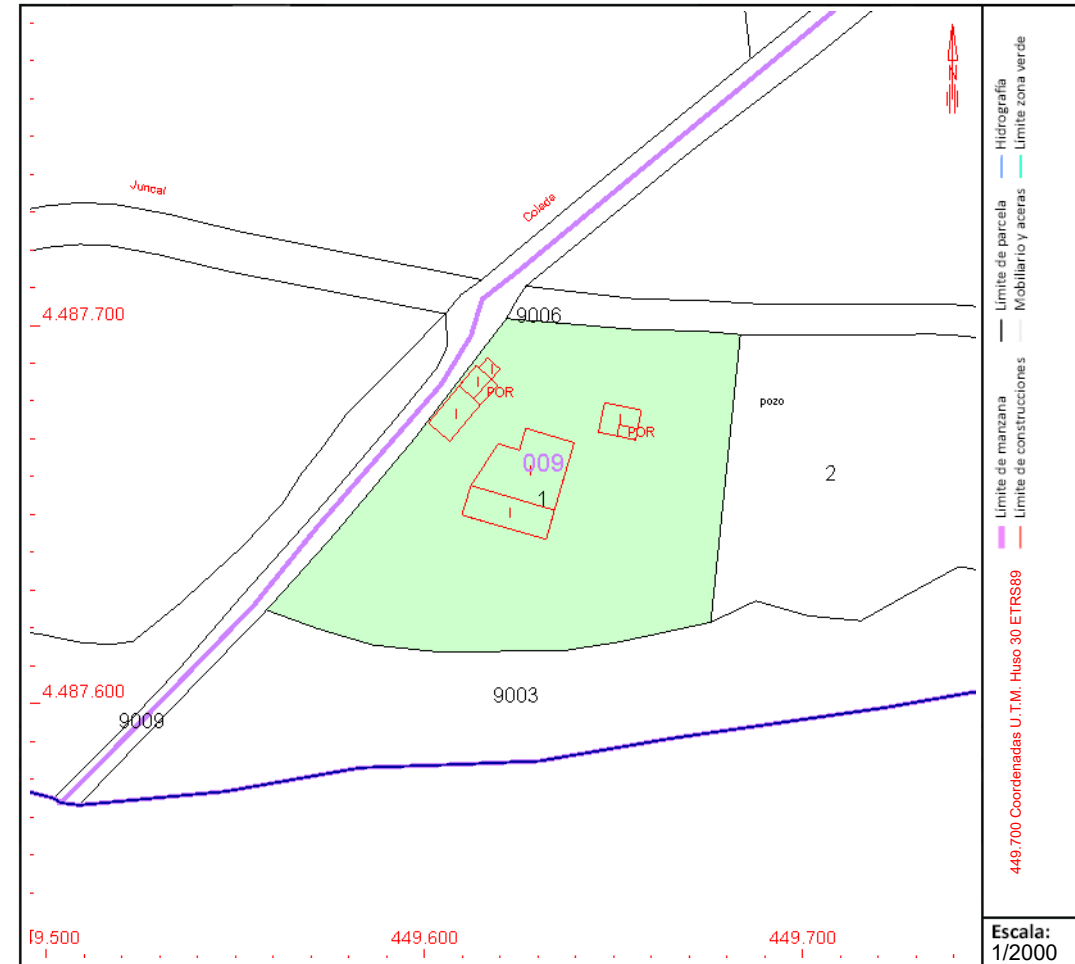 N
Juncal
Colada
4.487.700
9006
I
I
POR
I
I
POR
pozo
009
I
1
2
I
4.487.600
9003
9009
9.500
449.600
449.700
Hidrografía
Límite zona verde
Límite de parcela
Mobiliario y aceras
Límite de manzana
Límite de construcciones
449.700 Coordenadas U.T.M. Huso 30 ETRS89
Escala:
1/2000